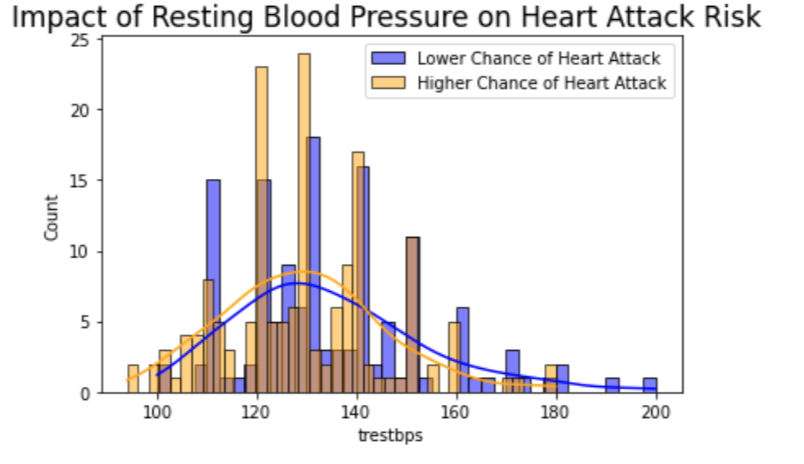 Impact of Resting Blood Pressure on Heart Attack Risk
25
Lower Chance of Heart Attack
Higher Chance of Heart Attack
20
15
Count
10
5
0
100 120 140 160 180 200
trestbps